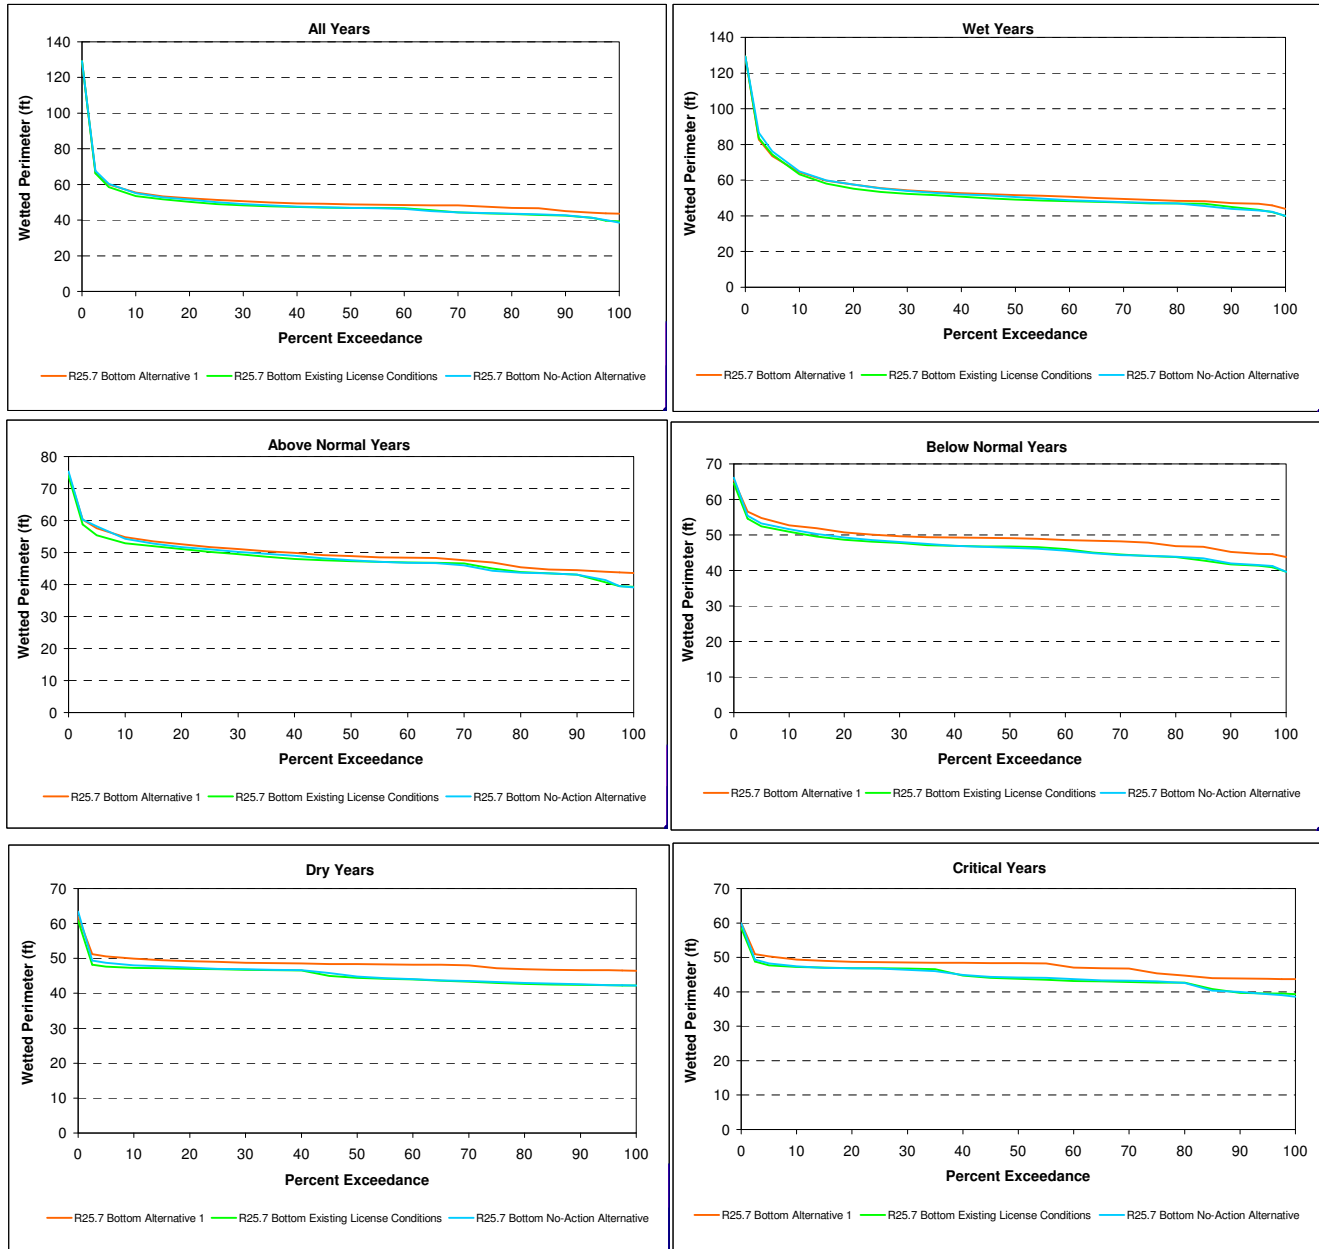 All Years
Wetted Perimeter (ft)
140
120
100
80
60
40
20
0
0 10 20 30 40 50 60 70 80 90 100
Percent Exceedance
R25.7 Bottom Alternative 1 R25.7 Bottom Existing License Conditions R25.7 Bottom No-Action Alternative
Wet Years
Wetted Perimeter (ft)
140
120
100
80
60
40
20
0
0 10 20 30 40 50 60 70 80 90 100
Percent Exceedance
R25.7 Bottom Alternative 1 R25.7 Bottom Existing License Conditions R25.7 Bottom No-Action Alternative
Above Normal Years
Wetted Perimeter (ft)
80
70
60
50
40
30
20
10
0
0 10 20 30 40 50 60 70 80 90 100
Percent Exceedance
R25.7 Bottom Alternative 1 R25.7 Bottom Existing License Conditions R25.7 Bottom No-Action Alternative
Below Normal Years
Wetted Perimeter (ft)
70
60
50
40
30
20
10
0
0 10 20 30 40 50 60 70 80 90 100
Percent Exceedance
R25.7 Bottom Alternative 1 R25.7 Bottom Existing License Conditions R25.7 Bottom No-Action Alternative
Dry Years
Wetted Perimeter (ft)
70
60
50
40
30
20
10
0
0 10 20 30 40 50 60 70 80 90 100
Percent Exceedance
R25.7 Bottom Alternative 1 R25.7 Bottom Existing License Conditions R25.7 Bottom No-Action Alternative
Critical Years
Wetted Perimeter (ft)
70
60
50
40
30
20
10
0
0 10 20 30 40 50 60 70 80 90 100
Percent Exceedance
R25.7 Bottom Alternative 1 R25.7 Bottom Existing License Conditions R25.7 Bottom No-Action Alternative